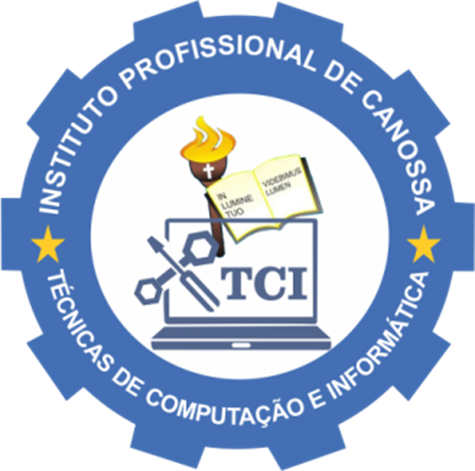 INSTITUTO PROFISSIONAL DE CANOSSA
IN
LUMINE
TUO
VIDEBIMUS
LUMEN
TCI
TÉCNICAS DE COMPUTAÇÃO E INFORMÁTICA